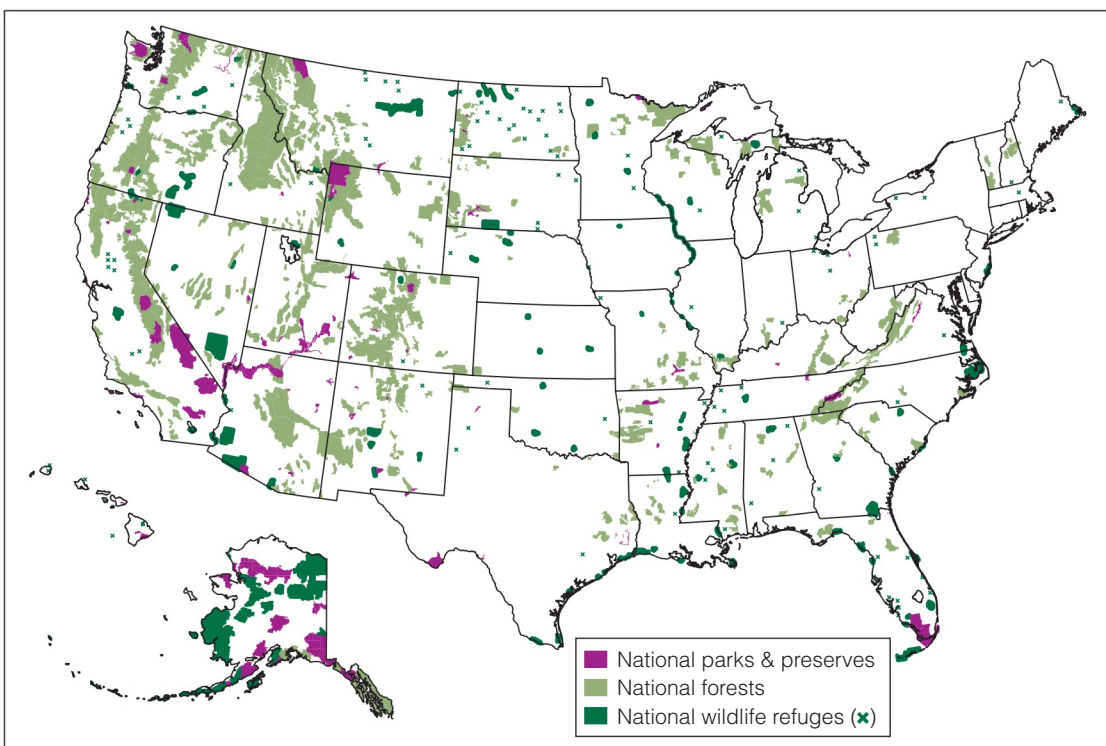 National parks & preserves
National forests
National wildlife refuges (×)